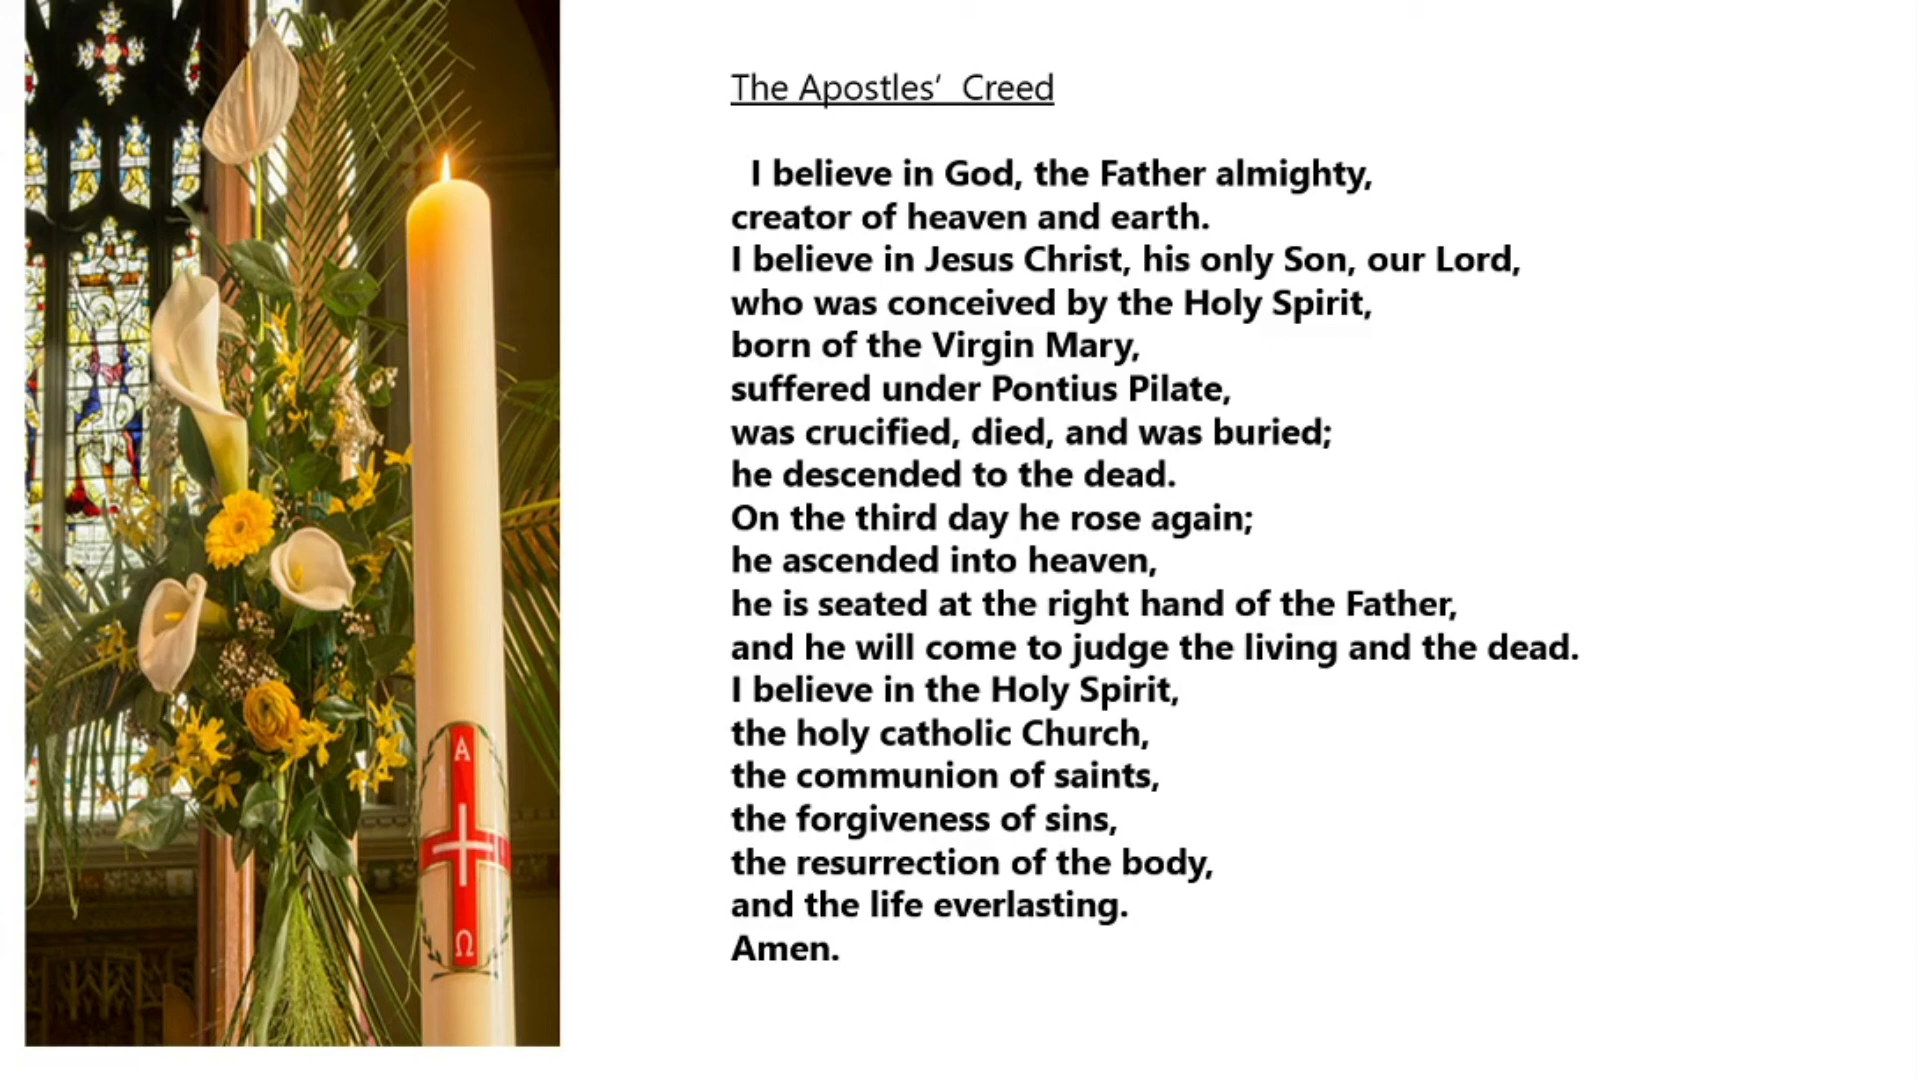 The Apostles’ Creed
I believe in God, the Father almighty,
creator of heaven and earth.
I believe in Jesus Christ, his only Son, our Lord,
who was conceived by the Holy Spirit,
born of the Virgin Mary,
suffered under Pontius Pilate,
was crucified, died, and was buried;
he descended to the dead.
On the third day he rose again;
he ascended into heaven,
he is seated at the right hand of the Father,
and he will come to judge the living and the dead.
I believe in the Holy Spirit,
the holy catholic Church,
the communion of saints,
the forgiveness of sins,
the resurrection of the body,
and the life everlasting.
Amen.
Α
Ω